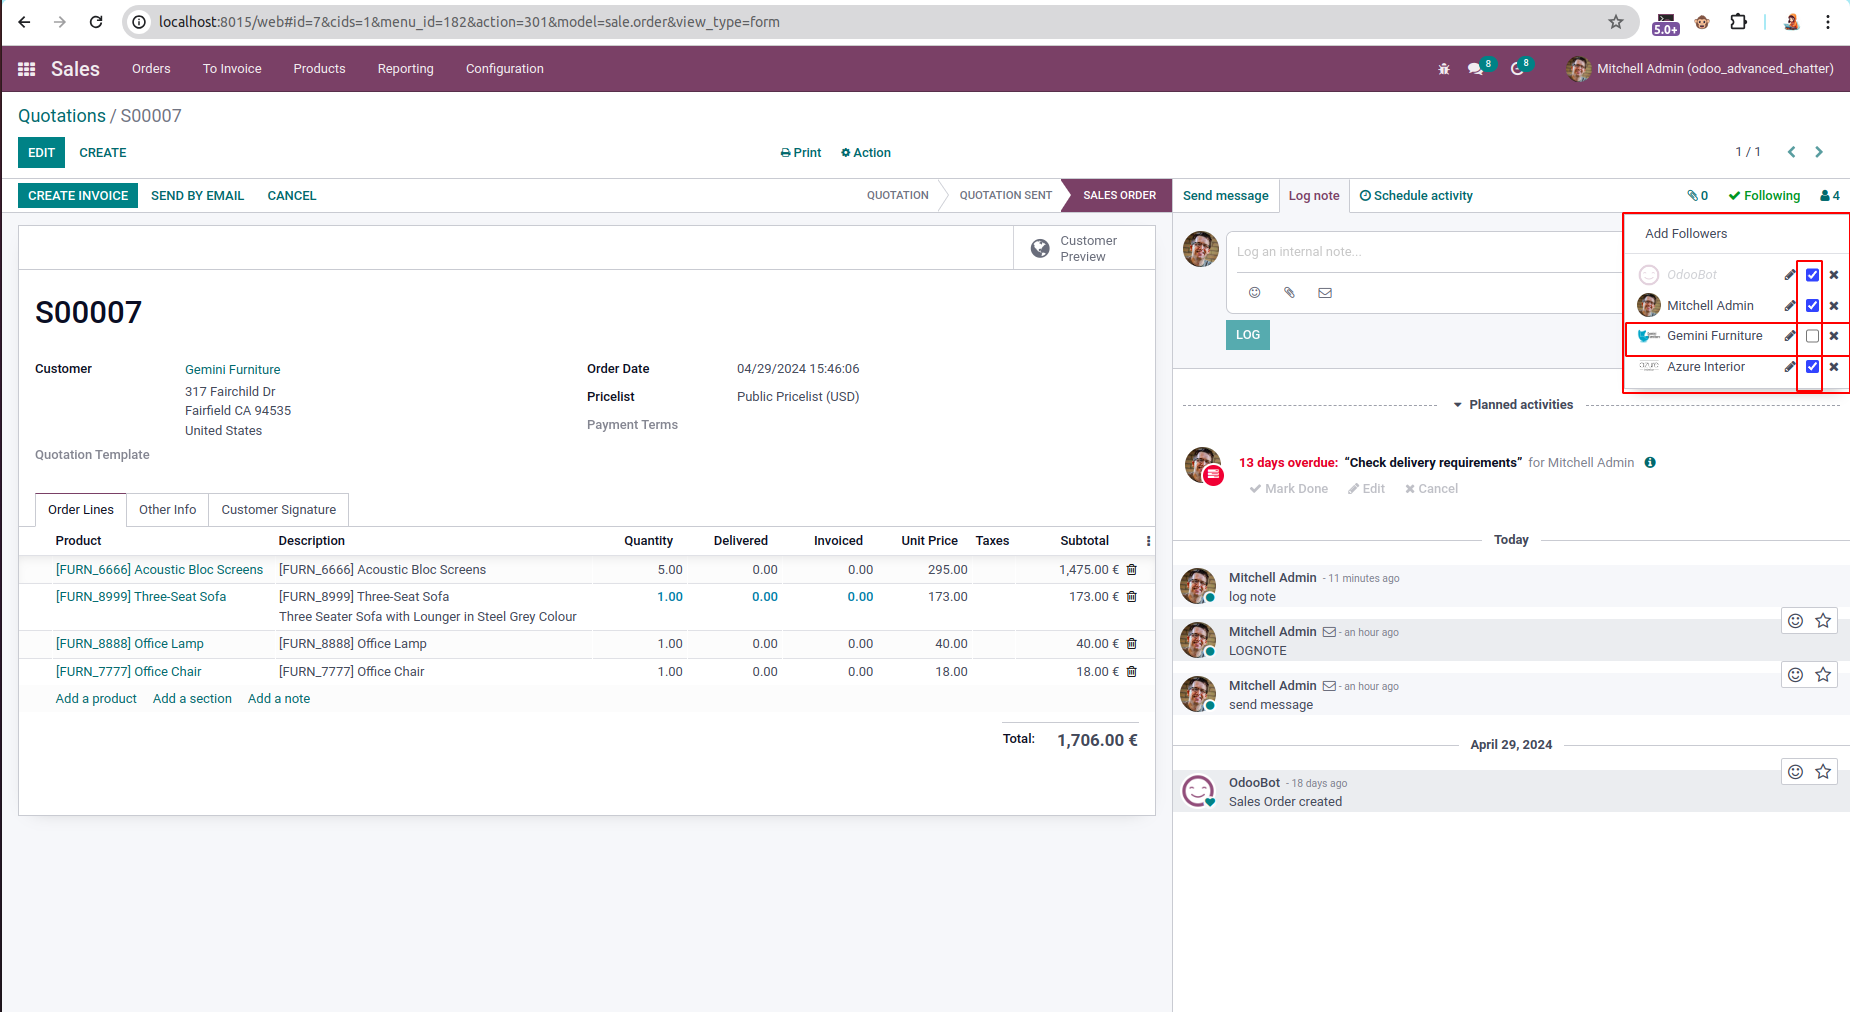 localhost:8015/web#id=7&cids=1&menu_id=182&action=301&model=sale.order&view_type=form
5.0+
Sales
Orders
To Invoice
Products
Reporting
Configuration
8
8
Mitchell Admin (odoo_advanced_chatter)
Quotations / S00007
EDIT
CREATE
Print
Action
1 / 1
CREATE INVOICE
SEND BY EMAIL
CANCEL
QUOTATION
QUOTATION SENT
SALES ORDER
Send message
Log note
Schedule activity
0
Following
4
Customer
Preview
S00007
Customer
Gemini Furniture
317 Fairchild Dr
Fairfield CA 94535
United States
Quotation Template
Order Date
04/29/2024 15:46:06
Pricelist
Public Pricelist (USD)
Payment Terms
Order Lines
Other Info
Customer Signature
Product Description Quantity Delivered Invoiced Unit Price Taxes Subtotal
[FURN_6666] Acoustic Bloc Screens [FURN_6666] Acoustic Bloc Screens 5.00 0.00 0.00 295.00 1,475.00 €
[FURN_8999] Three-Seat Sofa [FURN_8999] Three-Seat Sofa 1.00 0.00 0.00 173.00 173.00 €
Three Seater Sofa with Lounger in Steel Grey Colour
[FURN_8888] Office Lamp [FURN_8888] Office Lamp 1.00 0.00 0.00 40.00 40.00 €
[FURN_7777] Office Chair [FURN_7777] Office Chair 1.00 0.00 0.00 18.00 18.00 €
Add a product Add a section Add a note
Total: 1,706.00 €
Log an internal note...
LOG
Add Followers
OdooBot
Mitchell Admin
Gemini Furniture
Azure Interior
Planned activities
13 days overdue: “Check delivery requirements” for Mitchell Admin
Mark Done Edit Cancel
Today
Mitchell Admin - 11 minutes ago
log note
Mitchell Admin - an hour ago
LOGNOTE
Mitchell Admin - an hour ago
send message
April 29, 2024
OdooBot - 18 days ago
Sales Order created